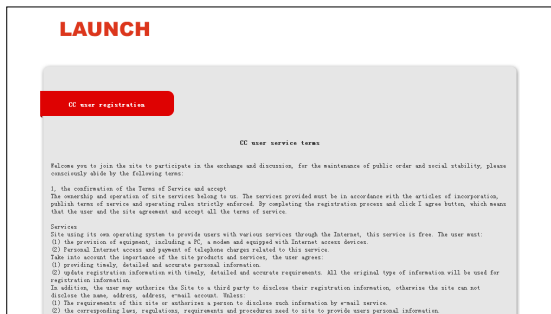 LAUNCH
CC user registration
CC user service terms
Welcome you to join the site to participate in the exchange and discussion, for the maintenance of public order and social stability, please
consciously abide by the following terms:
1, the confirmation of the Terms of Service and accept
The ownership and operation of site services belong to us. The services provided must be in accordance with the articles of incorporation,
publish terms of service and operating rules strictly enforced. By completing the registration process and click I agree button, which means
that the user and the site agreement and accept all the terms of service.
Services
Site using its own operating system to provide users with various services through the Internet, this service is free. The user must:
(1) the provision of equipment, including a PC, a modem and equipped with Internet access devices.
(2) Personal Internet access and payment of telephone charges related to this service.
Take into account the importance of the site products and services, the user agrees:
(1) providing timely, detailed and accurate personal information.
(2) update registration information with timely, detailed and accurate requirements. All the original type of information will be used for
registration information.
In addition, the user may authorize the Site to a third party to disclose their registration information, otherwise the site can not
disclose the name, address, address, e-mail account. Unless:
(1) The requirements of this site or authorizes a person to disclose such information by e-mail service.
(2) the corresponding laws, regulations, requirements and procedures need to site to provide users personal information.